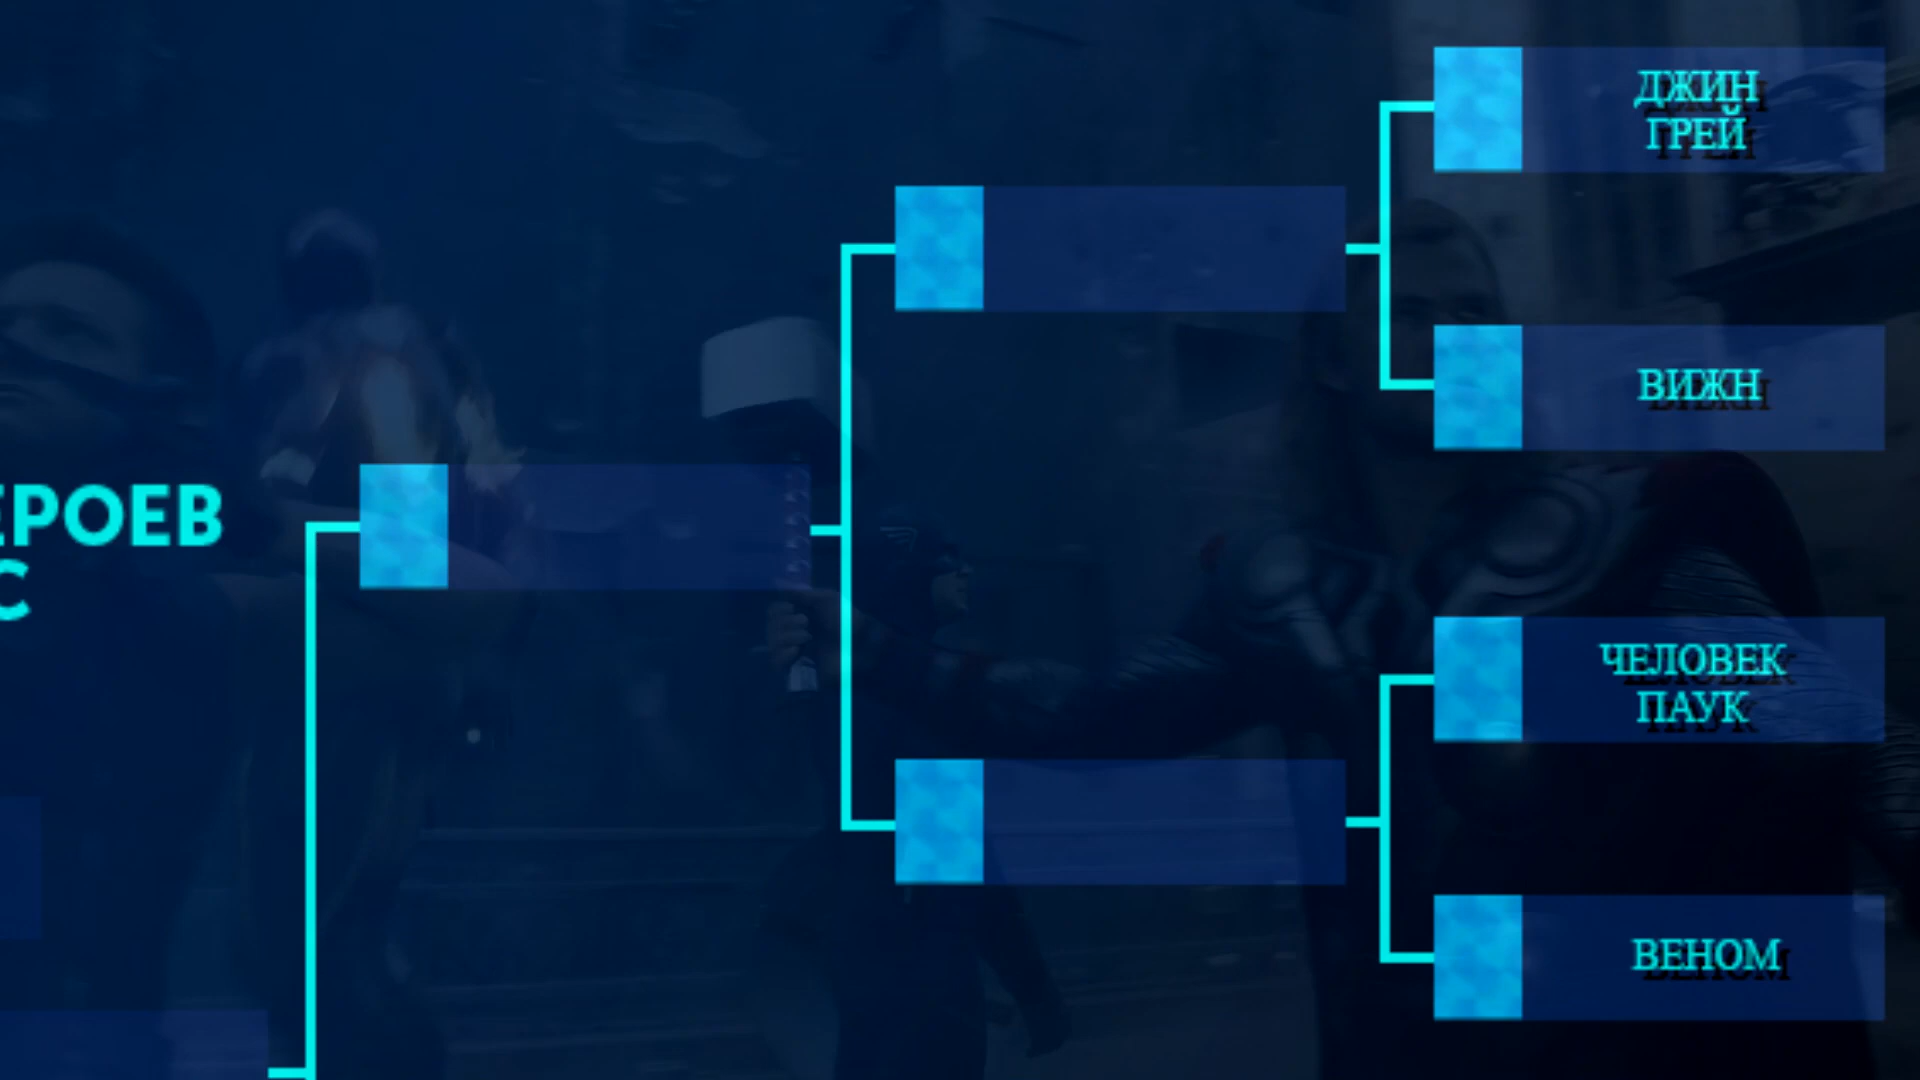 ДЖИН
ГРЕЙ
ВИЖН
ЕРОЕВ
С
ЧЕЛОВЕК
ПАУК
ВЕНОМ